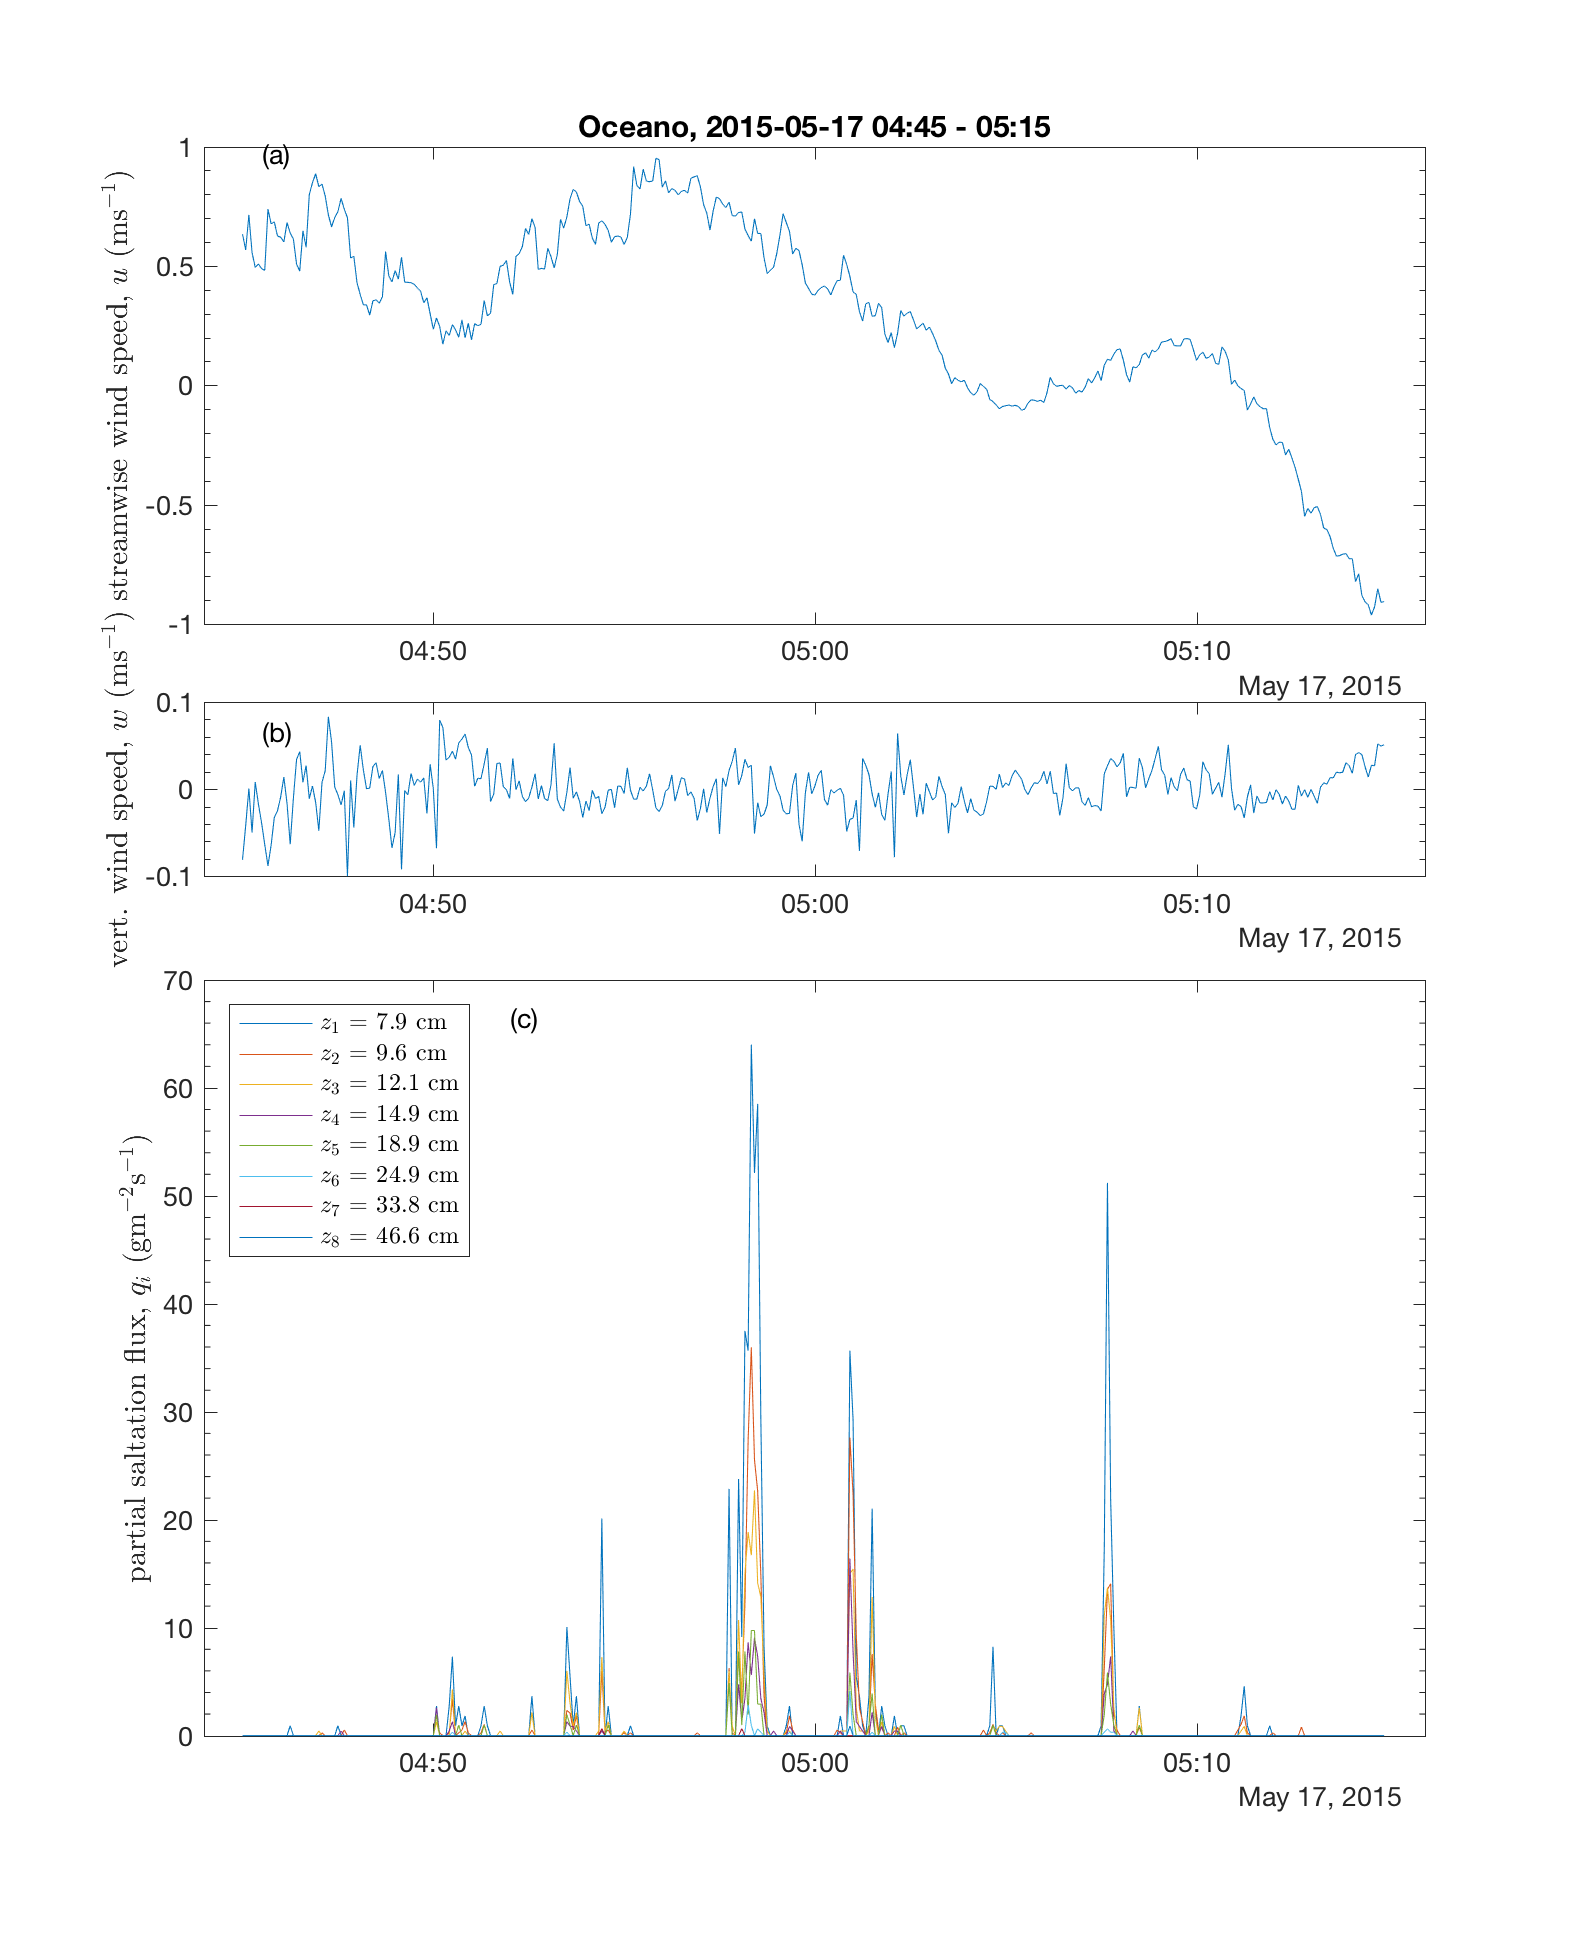 Oceano, 2015-05-17 04:45 - 05:15
(a)
streamwise wind speed, u (ms⁻¹)
1
0.5
0
-0.5
-1
04:50 05:00 05:10
May 17, 2015
(b)
vert. wind speed, w (ms⁻¹)
0.1
0
-0.1
04:50 05:00 05:10
May 17, 2015
(c)
partial saltation flux, qᵢ (gm⁻²s⁻¹)
70
60
50
40
30
20
10
0
z₁ = 7.9 cm
z₂ = 9.6 cm
z₃ = 12.1 cm
z₄ = 14.9 cm
z₅ = 18.9 cm
z₆ = 24.9 cm
z₇ = 33.8 cm
z₈ = 46.6 cm
04:50 05:00 05:10
May 17, 2015